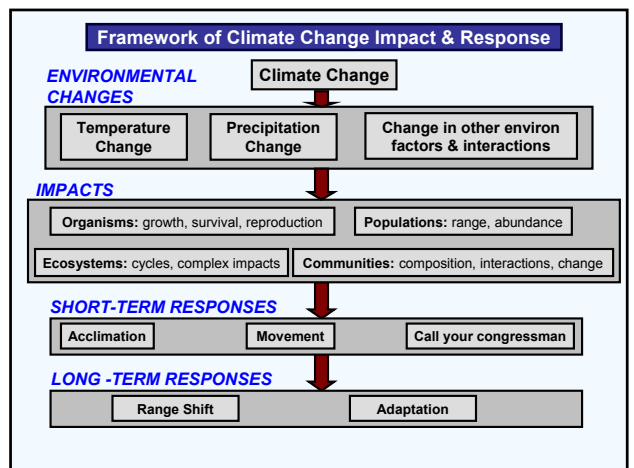 Framework of Climate Change Impact & Response
ENVIRONMENTAL
CHANGES
Climate Change
Temperature
Change
Precipitation
Change
Change in other environ
factors & interactions
IMPACTS
Organisms: growth, survival, reproduction
Populations: range, abundance
Ecosystems: cycles, complex impacts
Communities: composition, interactions, change
SHORT-TERM RESPONSES
Acclimation
Movement
Call your congressman
LONG -TERM RESPONSES
Range Shift
Adaptation